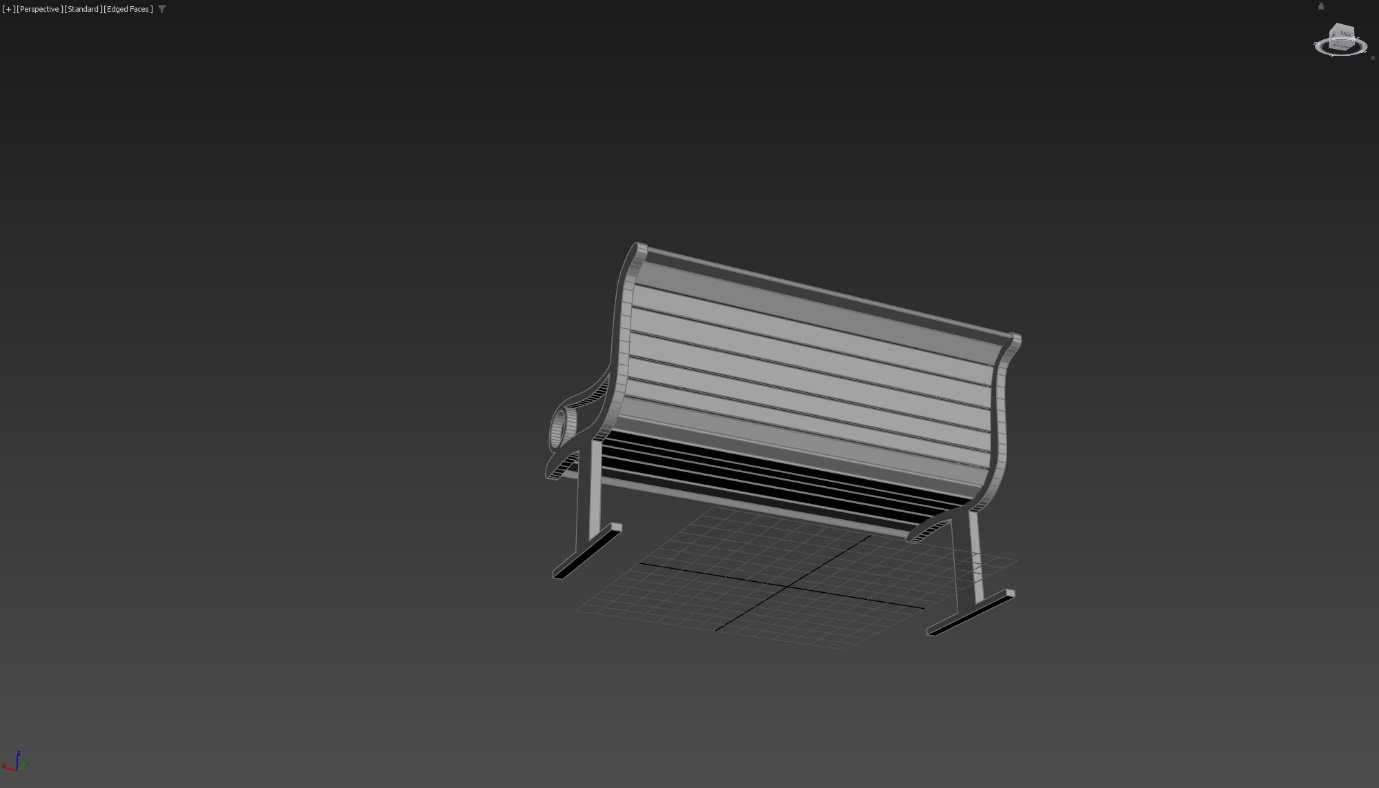 [+] [Perspective ] [Standard ] [Edged Faces ]
z